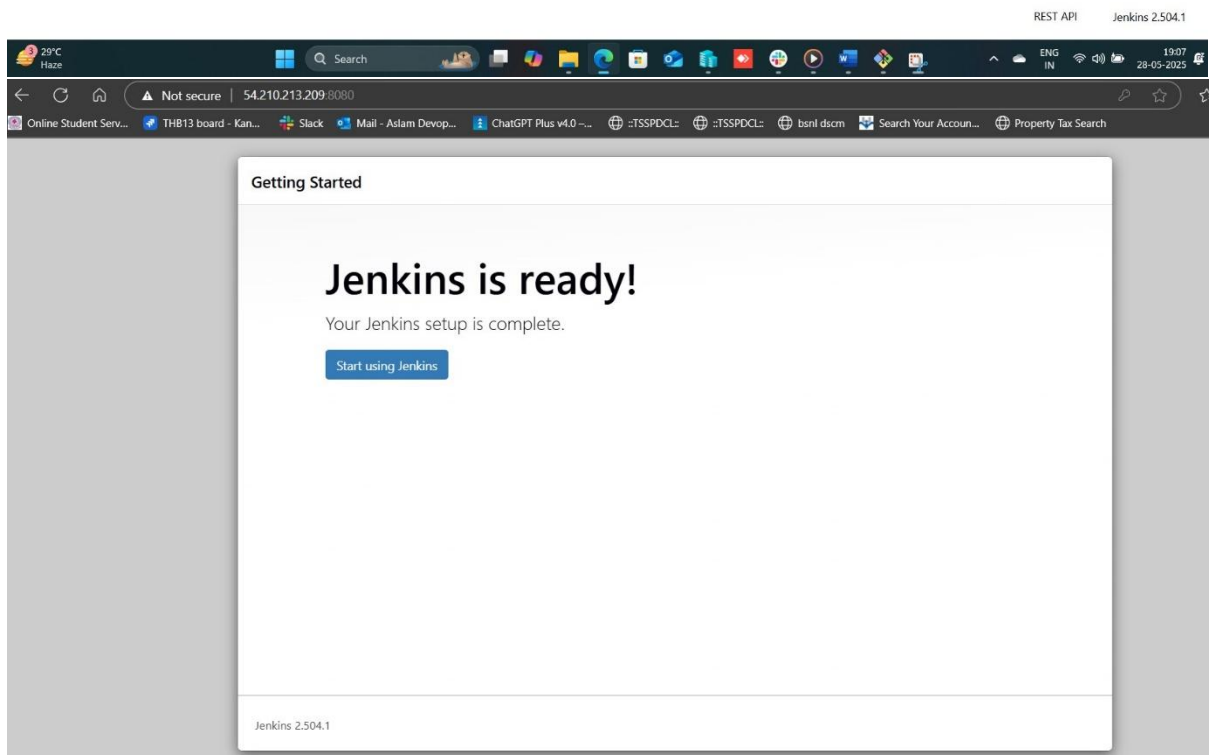 REST API Jenkins 2.504.1
3 29°C Search ENG 19:07
Haze IN 28-05-2025
Not secure | 54.210.213.209:8080
Online Student Serv... THB13 board - Kan... Slack Mail - Aslam Devop... ChatGPT Plus v4.0 –... ::TSSPDCL:: ::TSSPDCL:: bsnl dscm Search Your Accoun... Property Tax Search
Getting Started
Jenkins is ready!
Your Jenkins setup is complete.
Start using Jenkins
Jenkins 2.504.1